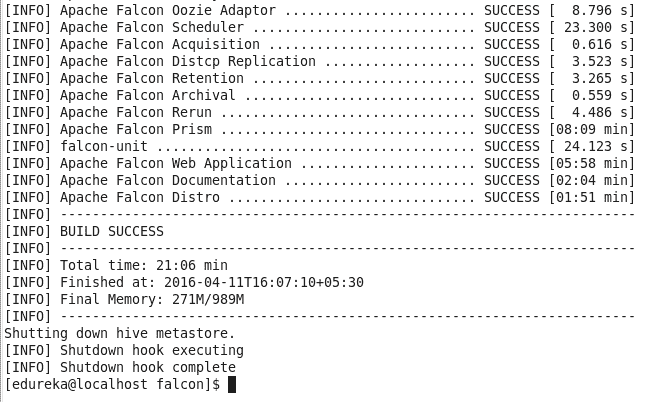 [INFO] Apache Falcon Oozie Adaptor ........................ SUCCESS [  8.796 s]
[INFO] Apache Falcon Scheduler ............................ SUCCESS [ 23.300 s]
[INFO] Apache Falcon Acquisition .......................... SUCCESS [  0.616 s]
[INFO] Apache Falcon Distcp Replication ................... SUCCESS [  3.523 s]
[INFO] Apache Falcon Retention ............................ SUCCESS [  3.265 s]
[INFO] Apache Falcon Archival ............................. SUCCESS [  0.559 s]
[INFO] Apache Falcon Rerun ................................ SUCCESS [  4.486 s]
[INFO] Apache Falcon Prism ................................ SUCCESS [08:09 min]
[INFO] falcon-unit ........................................ SUCCESS [ 24.123 s]
[INFO] Apache Falcon Web Application ...................... SUCCESS [05:58 min]
[INFO] Apache Falcon Documentation ........................ SUCCESS [02:04 min]
[INFO] Apache Falcon Distro ............................... SUCCESS [01:51 min]
[INFO] ------------------------------------------------------------------------
[INFO] BUILD SUCCESS
[INFO] ------------------------------------------------------------------------
[INFO] Total time: 21:06 min
[INFO] Finished at: 2016-04-11T16:07:10+05:30
[INFO] Final Memory: 271M/989M
[INFO] ------------------------------------------------------------------------
Shutting down hive metastore.
[INFO] Shutdown hook executing
[INFO] Shutdown hook complete
[edureka@localhost falcon]$